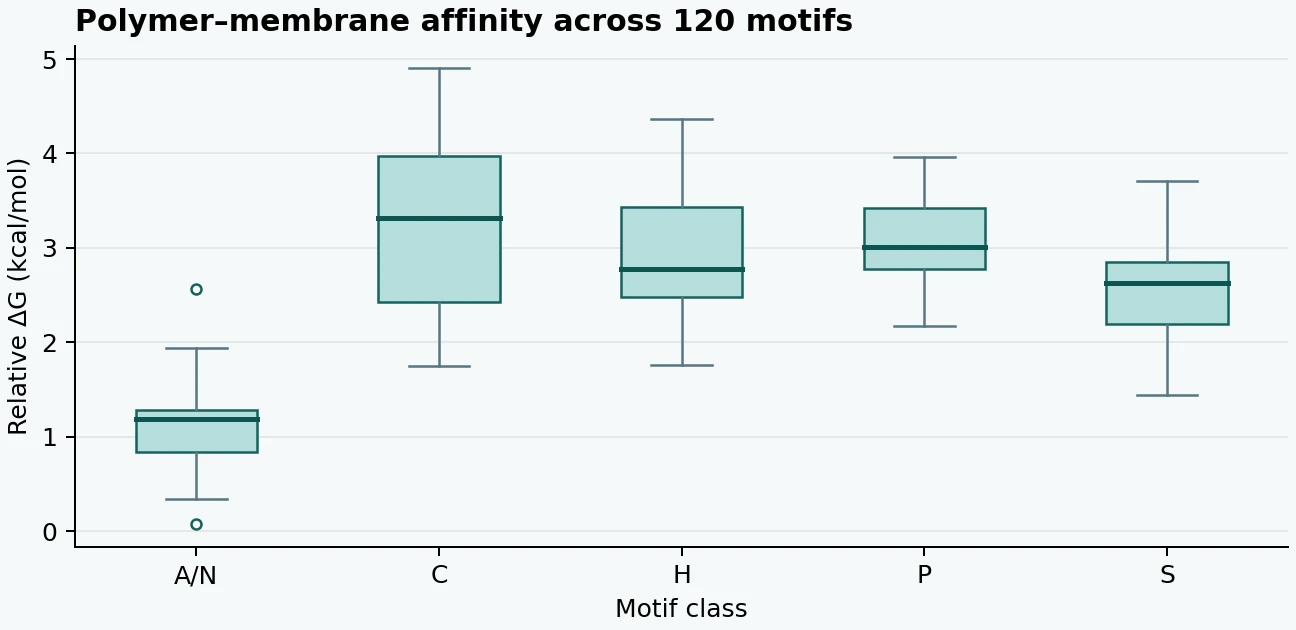 Polymer–membrane affinity across 120 motifs
Relative ΔG (kcal/mol)
5
4
3
2
1
0
A/N C H P S
Motif class